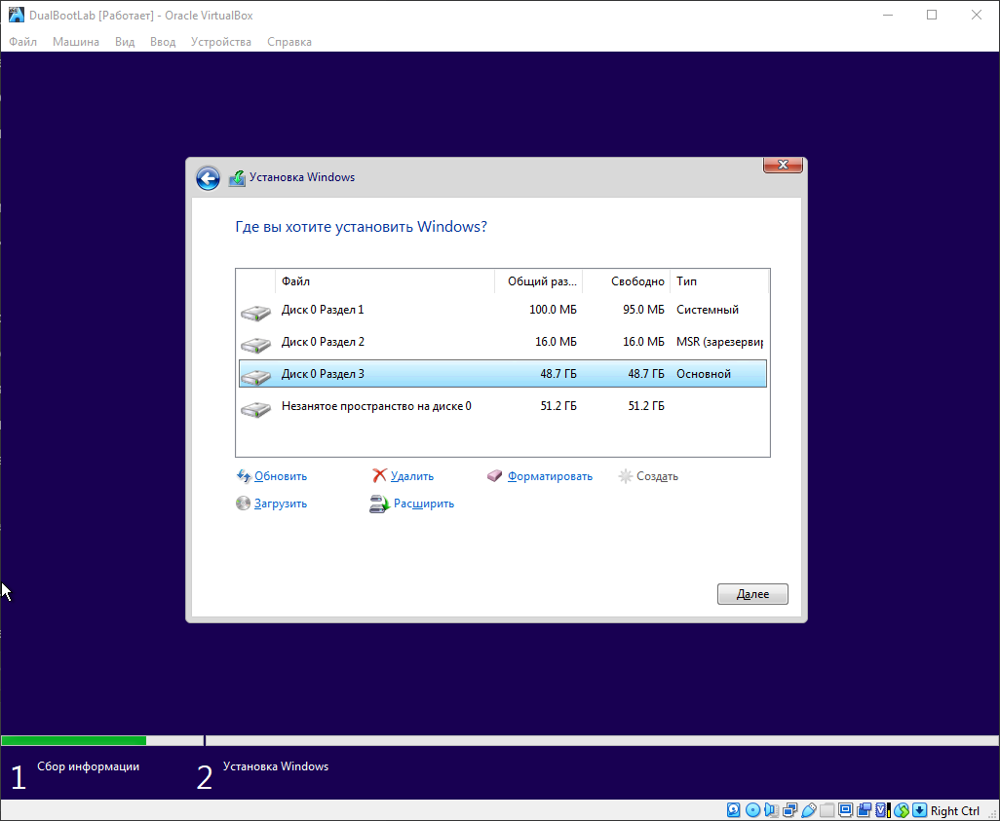 DualBootLab [Работает] - Oracle VirtualBox
Файл Машина Вид Ввод Устройства Справка
Установка Windows
Где вы хотите установить Windows?
Файл Общий раз... Свободно Тип
Диск 0 Раздел 1 100.0 МБ 95.0 МБ Системный
Диск 0 Раздел 2 16.0 МБ 16.0 МБ MSR (зарезервир
Диск 0 Раздел 3 48.7 ГБ 48.7 ГБ Основной
Незанятое пространство на диске 0 51.2 ГБ 51.2 ГБ
Обновить Удалить Форматировать Создать
Загрузить Расширить
Далее
1 Сбор информации 2 Установка Windows
Right Ctrl